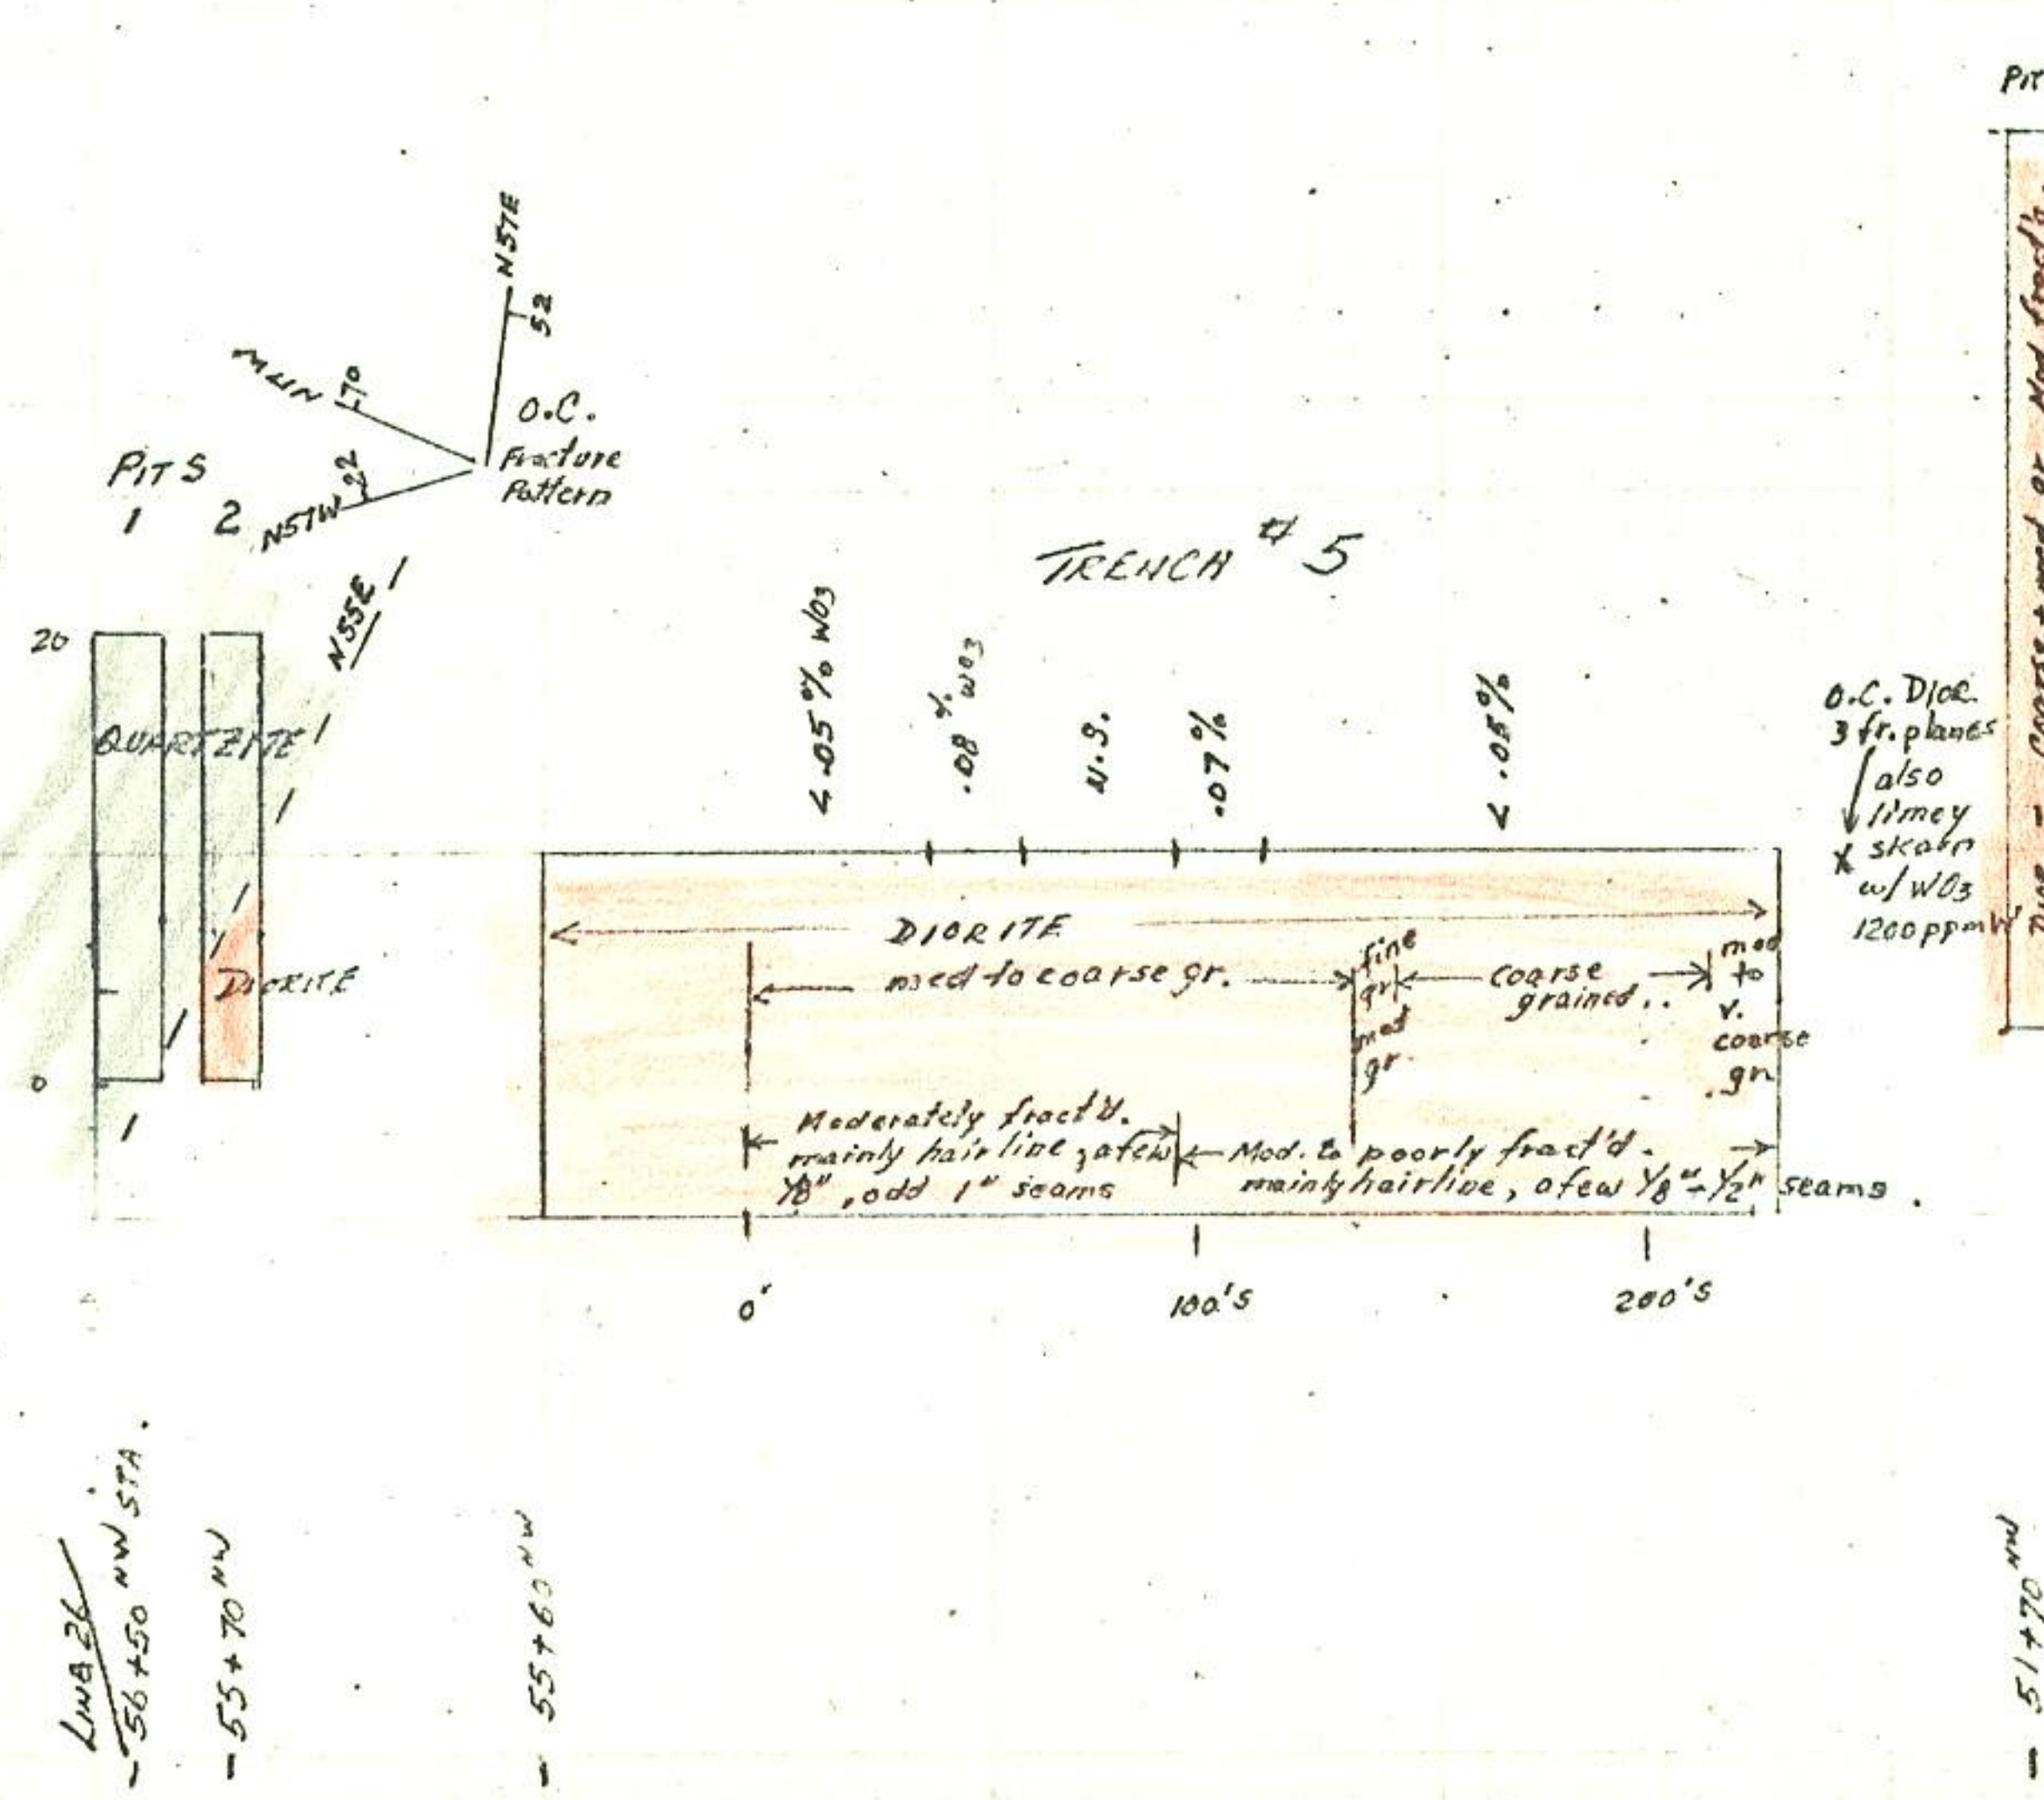 PIT
N57E
52
70
O.C.
Fracture
Pattern
PITS
1 2
22
N57W
TRENCH # 5
N55E
20
QUARTZITE
DIORITE
0
< .05% WO3
.08% WO3
N.S.
.07%
< .05%
O.C. Dior.
3 fr. planes
also
limey
X skarn
w/ WO3
1200 ppm W
DIORITE
med to coarse gr.
fine
gr
med
gr.
coarse
grained..
med
to
v.
coarse
gn
Moderately fract'd.
mainly hairline, a few
1/8", odd 1" seams
Mod. to poorly fract'd.
mainly hairline, a few 1/8" - 1/2" seams.
0'
100'S
200'S
LINE 26
- 56+50 NW STA.
- 55+70 NW
- 55+60 NW
- 51+70 NW